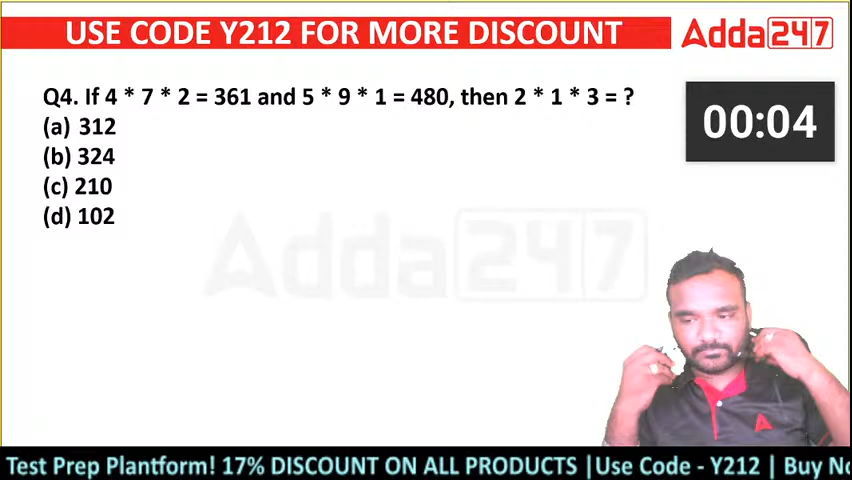 USE CODE Y212 FOR MORE DISCOUNT
Adda247
Q4. If 4 * 7 * 2 = 361 and 5 * 9 * 1 = 480, then 2 * 1 * 3 = ?
(a) 312
(b) 324
(c) 210
(d) 102
00:04
Adda247
Test Prep Plantform! 17% DISCOUNT ON ALL PRODUCTS |Use Code - Y212 | Buy No